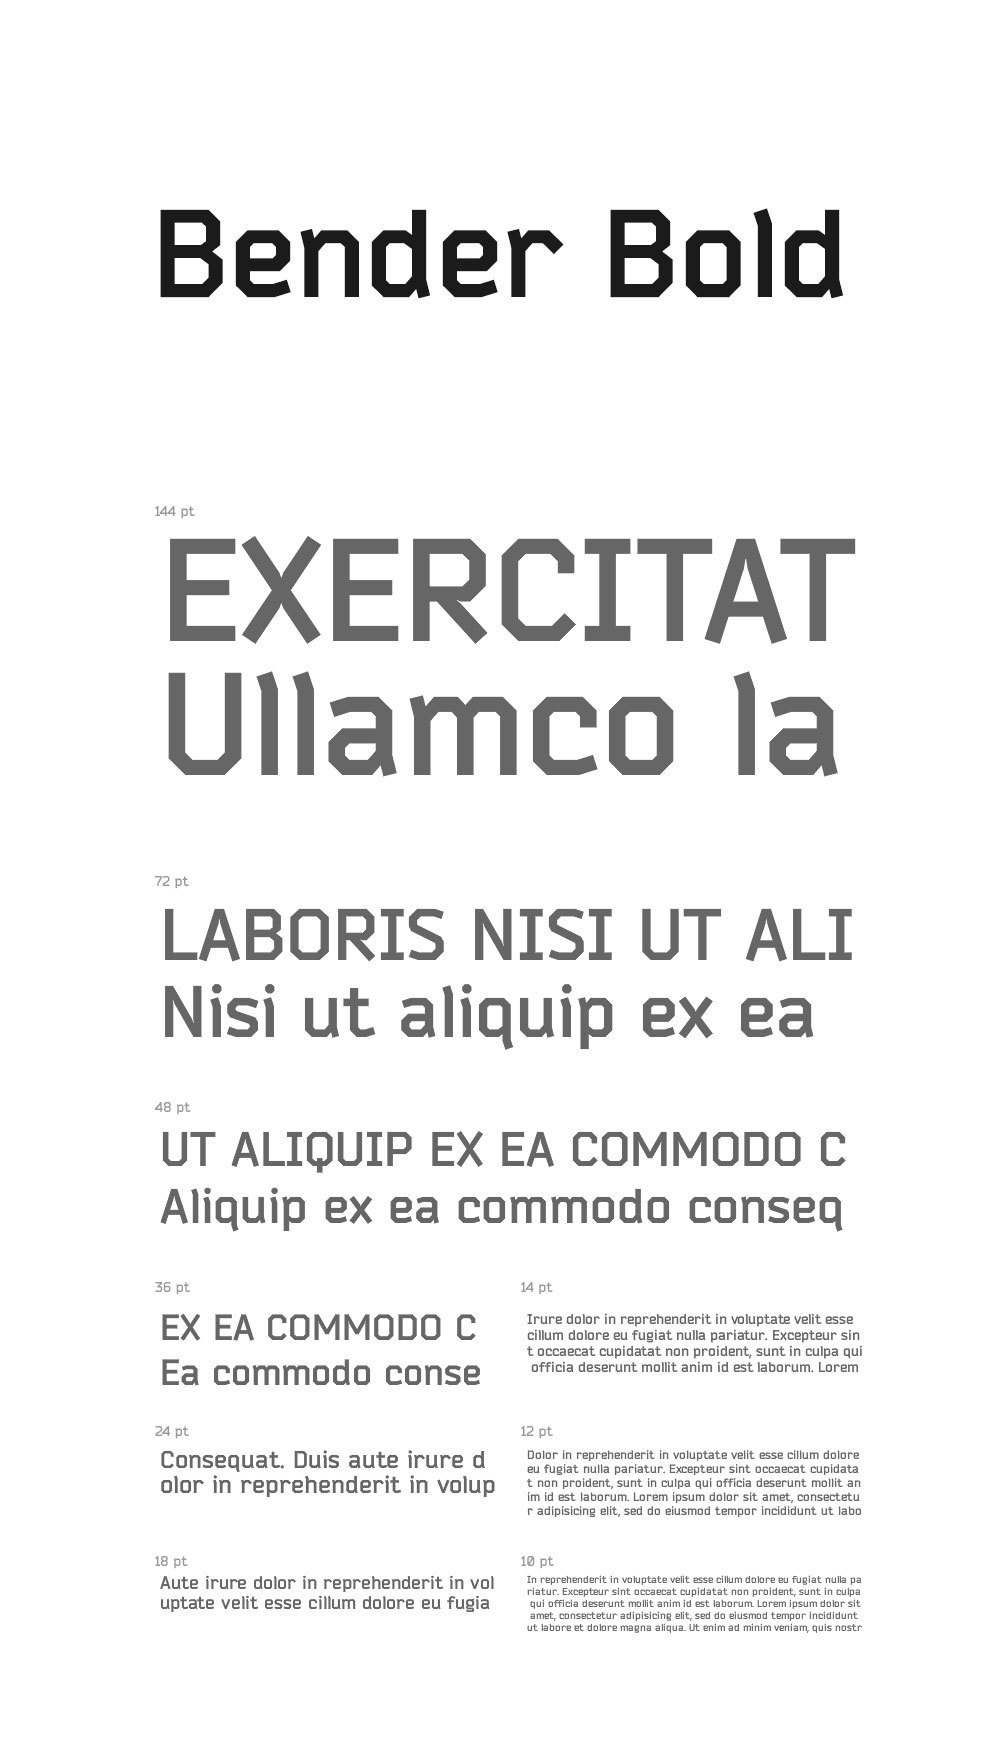 Bender Bold
144 pt
EXERCITAT
Ullamco la
72 pt
LABORIS NISI UT ALI
Nisi ut aliquip ex ea
48 pt
UT ALIQUIP EX EA COMMODO C
Aliquip ex ea commodo conseq
36 pt
EX EA COMMODO C
Ea commodo conse
24 pt
Consequat. Duis aute irure d
olor in reprehenderit in volup
18 pt
Aute irure dolor in reprehenderit in vol
uptate velit esse cillum dolore eu fugia
14 pt
Irure dolor in reprehenderit in voluptate velit esse
cillum dolore eu fugiat nulla pariatur. Excepteur sin
t occaecat cupidatat non proident, sunt in culpa qui
officia deserunt mollit anim id est laborum. Lorem
12 pt
Dolor in reprehenderit in voluptate velit esse cillum dolore
eu fugiat nulla pariatur. Excepteur sint occaecat cupidata
t non proident, sunt in culpa qui officia deserunt mollit an
im id est laborum. Lorem ipsum dolor sit amet, consectetu
r adipisicing elit, sed do eiusmod tempor incididunt ut labo
10 pt
In reprehenderit in voluptate velit esse cillum dolore eu fugiat nulla pa
riatur. Excepteur sint occaecat cupidatat non proident, sunt in culpa
qui officia deserunt mollit anim id est laborum. Lorem ipsum dolor sit
amet, consectetur adipisicing elit, sed do eiusmod tempor incididunt
ut labore et dolore magna aliqua. Ut enim ad minim veniam, quis nostr